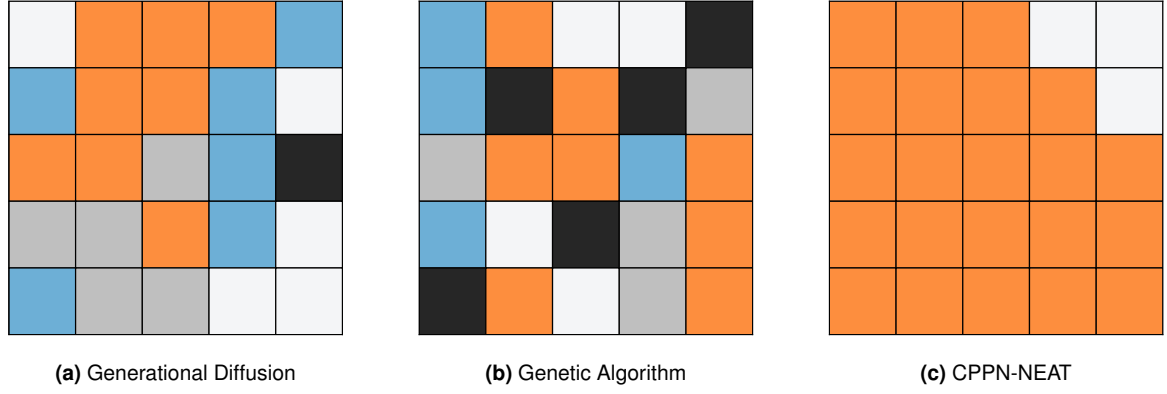 (a) Generational Diffusion
(b) Genetic Algorithm
(c) CPPN-NEAT